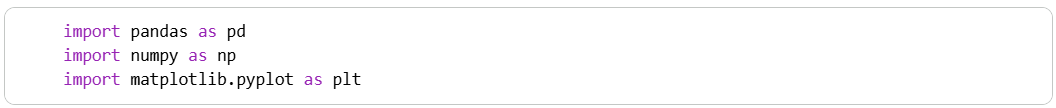 import pandas as pd
import numpy as np
import matplotlib.pyplot as plt